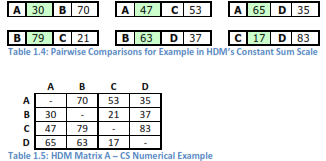 A 30 B 70 A 47 C 53 A 65 D 35
B 79 C 21 B 63 D 37 C 17 D 83
Table 1.4: Pairwise Comparisons for Example in HDM's Constant Sum Scale
A B C D
A - 70 53 35
B 30 - 21 37
C 47 79 - 83
D 65 63 17 -
Table 1.5: HDM Matrix A – CS Numerical Example